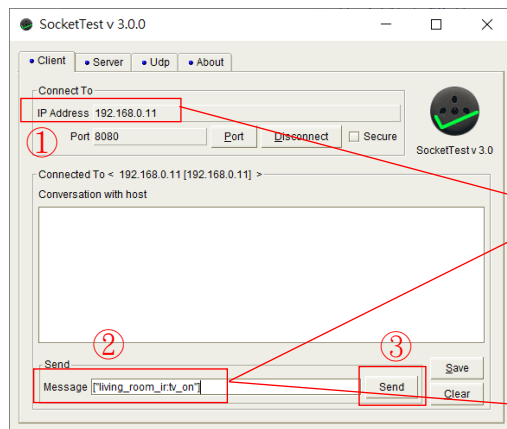 SocketTest v 3.0.0
Client Server Udp About
Connect To
IP Address 192.168.0.11
① Port 8080 Port Disconnect Secure
SocketTest v 3.0
Connected To < 192.168.0.11 [192.168.0.11] >
Conversation with host
② ③
Send
Message ["living_room_ir:tv_on"] Send
Save
Clear